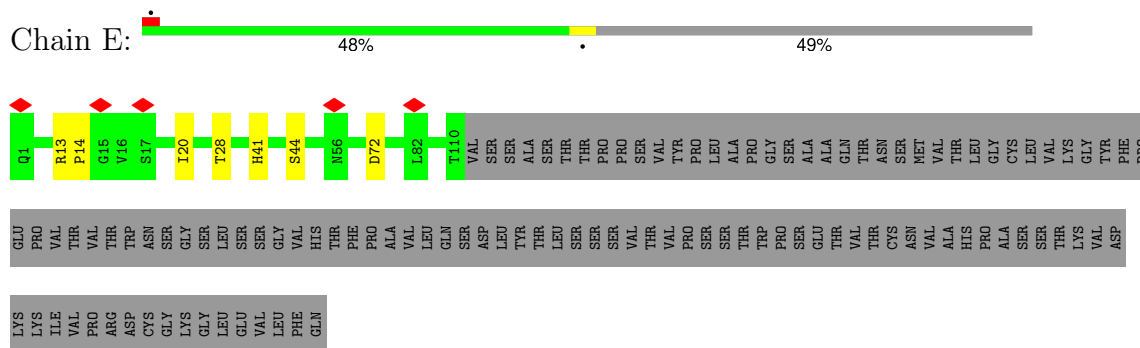 Chain E:
48% 49%
Q1 R13 P14 G15 V16 S17 I20 T28 H41 S44 N56 D72 L82 T110 VAL SER SER ALA SER THR THR PRO PRO SER VAL TYR PRO LEU ALA PRO GLY SER ALA ALA GLN THR ASN SER MET VAL THR LEU GLY CYS LEU VAL LYS GLY TYR PHE PRO
GLU PRO VAL THR VAL THR TRP ASN SER GLY SER LEU SER SER GLY VAL HIS THR PHE PRO ALA VAL LEU GLN SER ASP LEU TYR THR LEU SER SER SER VAL THR VAL PRO SER SER THR TRP PRO SER GLU THR VAL THR CYS ASN VAL ALA HIS PRO ALA SER SER THR LYS VAL ASP
LYS LYS ILE VAL PRO ARG ASP CYS GLY LYS GLY LEU GLU VAL LEU PHE GLN